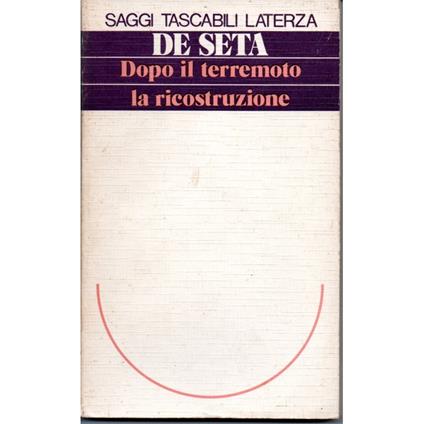 SAGGI TASCABILI LATERZA
DE SETA
Dopo il terremoto
la ricostruzione